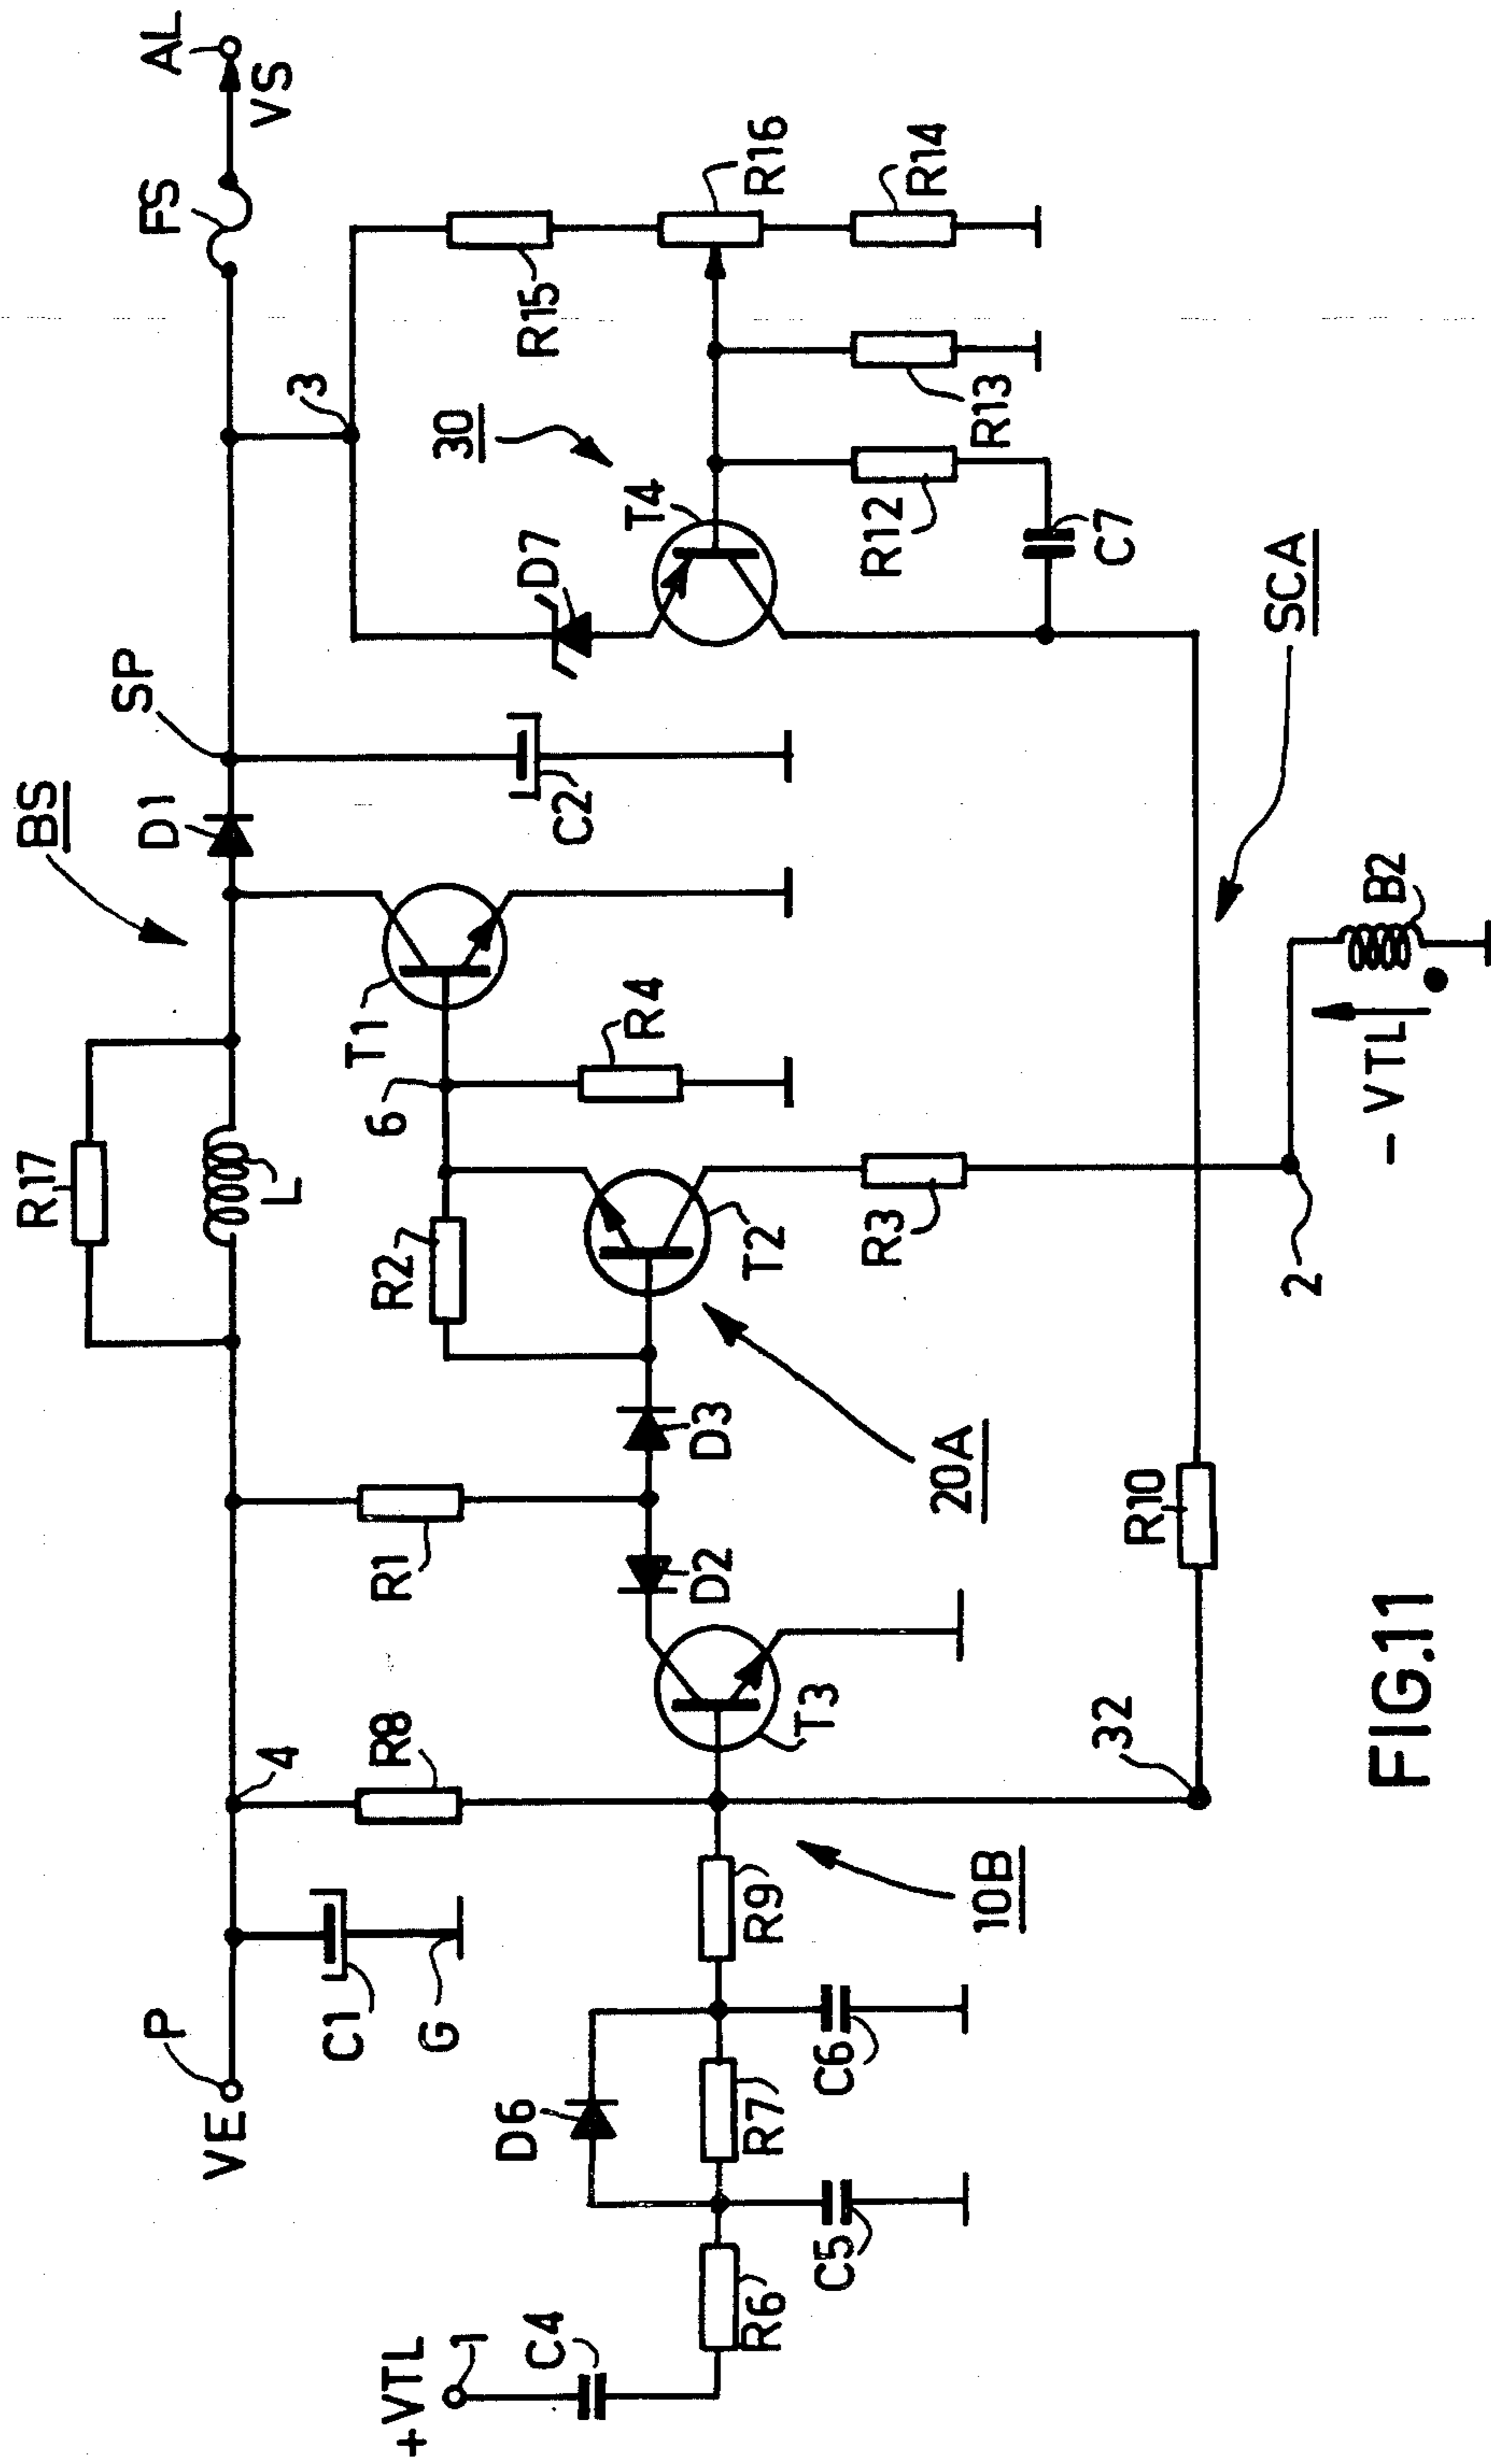 BS
R17
L
D1
SP
FS
AL
VS
VE
P
C1
G
4
R8
R1
R2
6
T1
R4
C2
3
30
D7
T4
R15
R16
R14
R13
R12
C7
+VTL
1
C4
R6
D6
R7
C5
C6
R9
10B
T3
D2
D3
20A
T2
R3
32
R10
2
-VTL
B2
SCA
FIG.11